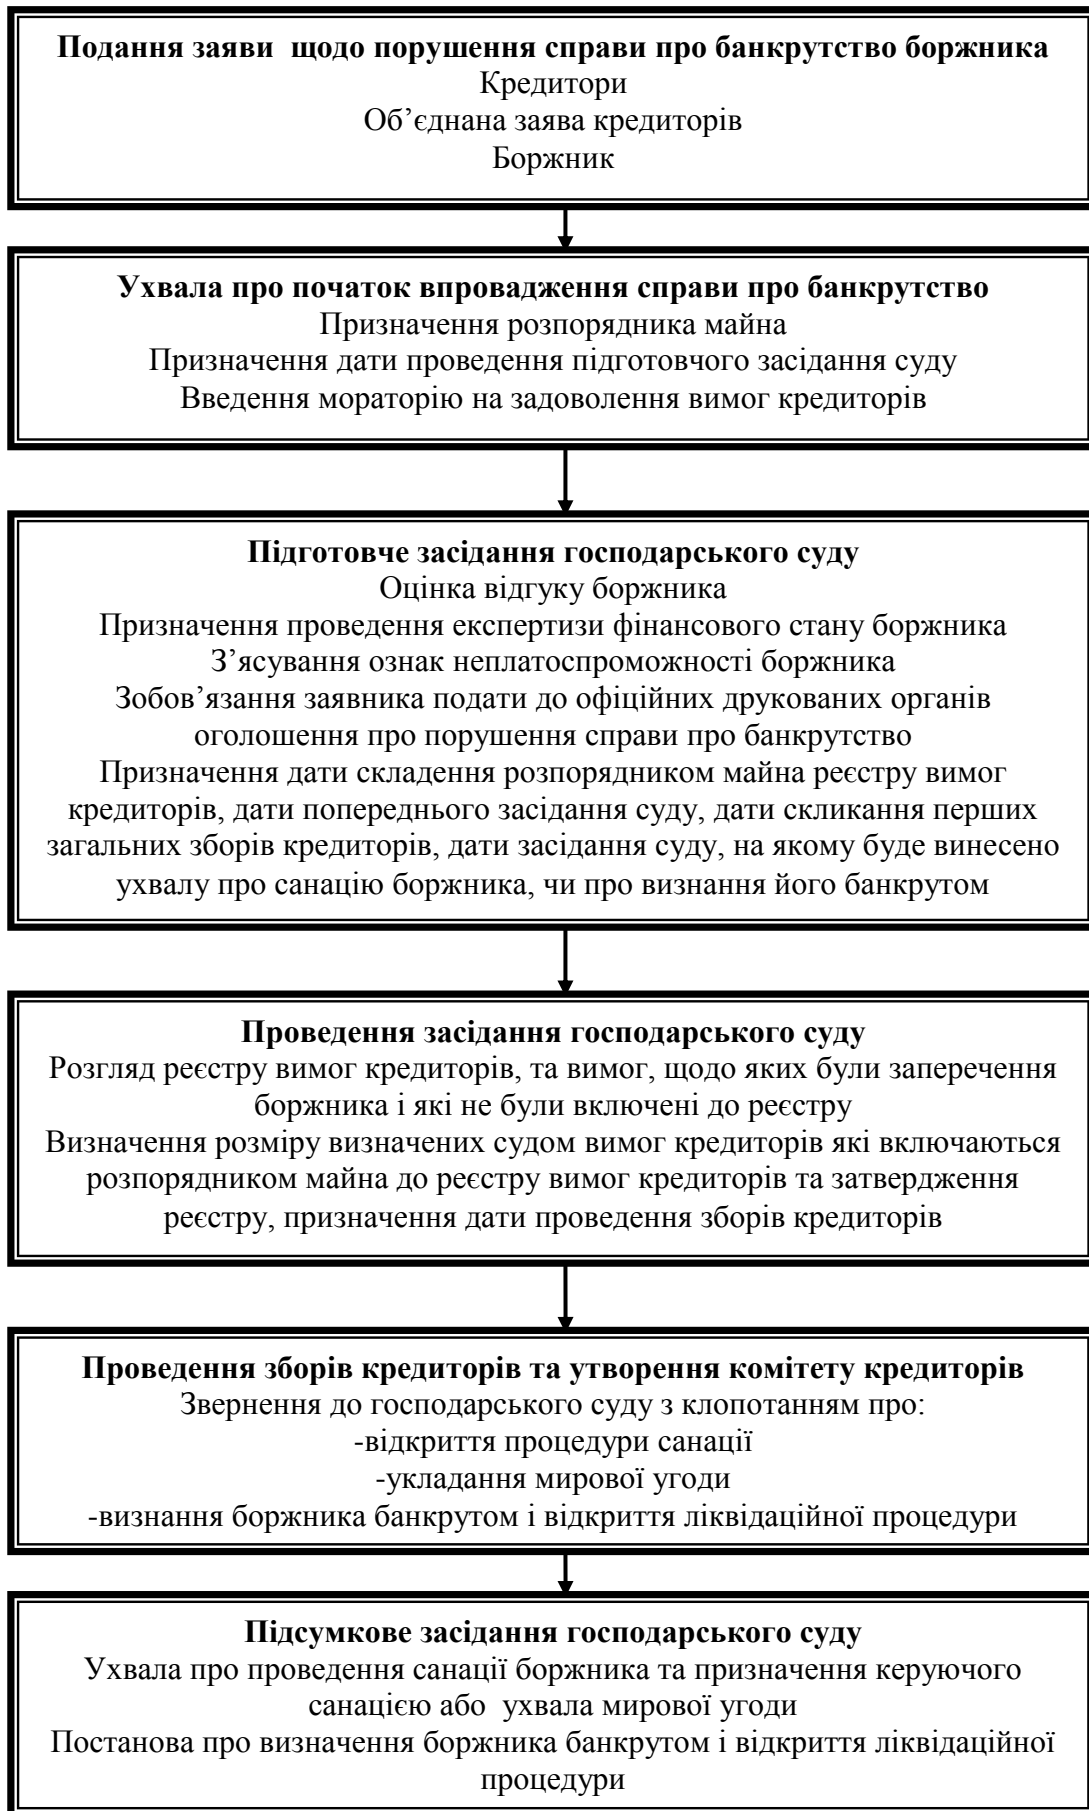 Подання заяви  щодо порушення справи про банкрутство боржника
Кредитори
Об’єднана заява кредиторів
Боржник
Ухвала про початок впровадження справи про банкрутство
Призначення розпорядника майна
Призначення дати проведення підготовчого засідання суду
Введення мораторію на задоволення вимог кредиторів
Підготовче засідання господарського суду
Оцінка відгуку боржника
Призначення проведення експертизи фінансового стану боржника
З’ясування ознак неплатоспроможності боржника
Зобов’язання заявника подати до офіційних друкованих органів
оголошення про порушення справи про банкрутство
Призначення дати складення розпорядником майна реєстру вимог
кредиторів, дати попереднього засідання суду, дати скликання перших
загальних зборів кредиторів, дати засідання суду, на якому буде винесено
ухвалу про санацію боржника, чи про визнання його банкрутом
Проведення засідання господарського суду
Розгляд реєстру вимог кредиторів, та вимог, щодо яких були заперечення
боржника і які не були включені до реєстру
Визначення розміру визначених судом вимог кредиторів які включаються
розпорядником майна до реєстру вимог кредиторів та затвердження
реєстру, призначення дати проведення зборів кредиторів
Проведення зборів кредиторів та утворення комітету кредиторів
Звернення до господарського суду з клопотанням про:
-відкриття процедури санації
-укладання мирової угоди
-визнання боржника банкрутом і відкриття ліквідаційної процедури
Підсумкове засідання господарського суду
Ухвала про проведення санації боржника та призначення керуючого
санацією або  ухвала мирової угоди
Постанова про визначення боржника банкрутом і відкриття ліквідаційної
процедури